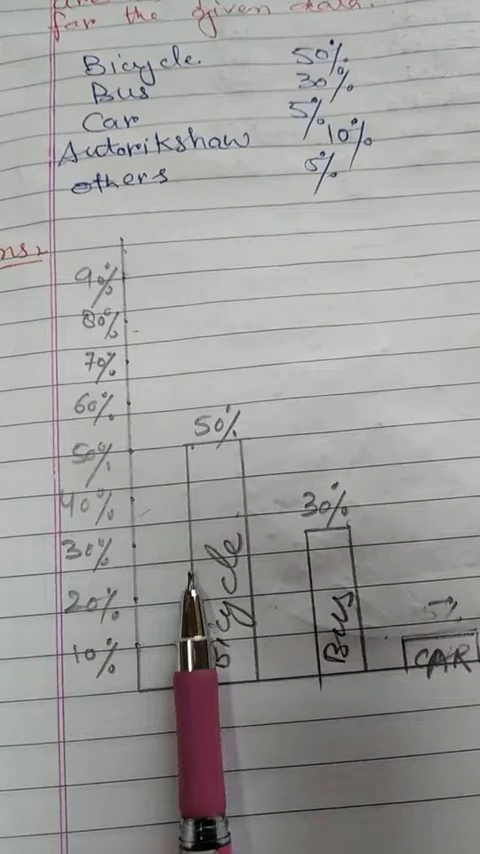 for the given data.
Bicycle 50%
Bus 30%
Car 5%
Autorikshaw 10%
others 5%
ns,
90%
80%
70%
60%
50%
40%
30%
20%
10%
50%
Bicycle
30%
Bus
5%
CAR